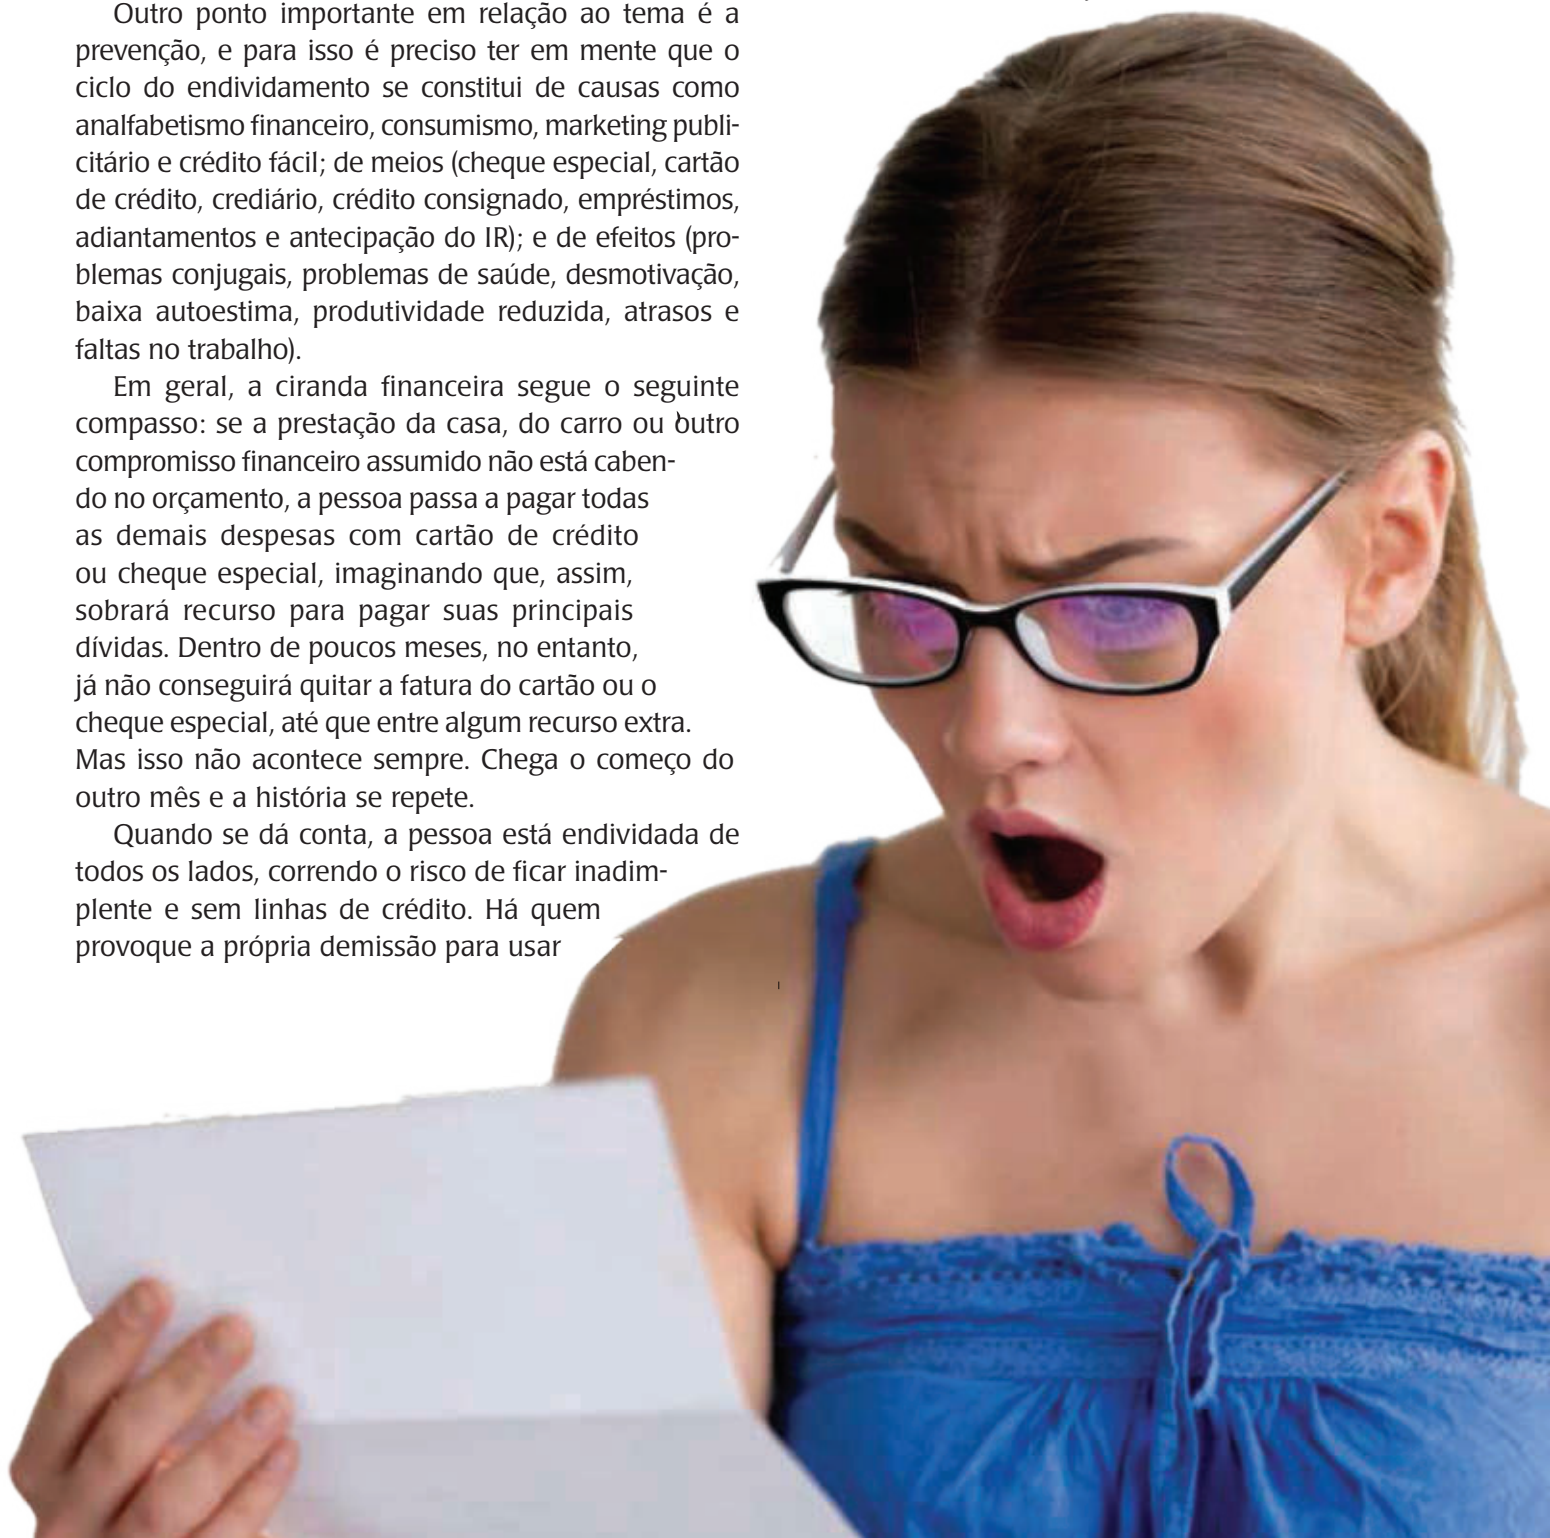 Outro ponto importante em relação ao tema é a
prevenção, e para isso é preciso ter em mente que o
ciclo do endividamento se constitui de causas como
analfabetismo financeiro, consumismo, marketing publi-
citário e crédito fácil; de meios (cheque especial, cartão
de crédito, crediário, crédito consignado, empréstimos,
adiantamentos e antecipação do IR); e de efeitos (pro-
blemas conjugais, problemas de saúde, desmotivação,
baixa autoestima, produtividade reduzida, atrasos e
faltas no trabalho).
Em geral, a ciranda financeira segue o seguinte
compasso: se a prestação da casa, do carro ou outro
compromisso financeiro assumido não está caben-
do no orçamento, a pessoa passa a pagar todas
as demais despesas com cartão de crédito
ou cheque especial, imaginando que, assim,
sobrará recurso para pagar suas principais
dívidas. Dentro de poucos meses, no entanto,
já não conseguirá quitar a fatura do cartão ou o
cheque especial, até que entre algum recurso extra.
Mas isso não acontece sempre. Chega o começo do
outro mês e a história se repete.
Quando se dá conta, a pessoa está endividada de
todos os lados, correndo o risco de ficar inadim-
plente e sem linhas de crédito. Há quem
provoque a própria demissão para usar